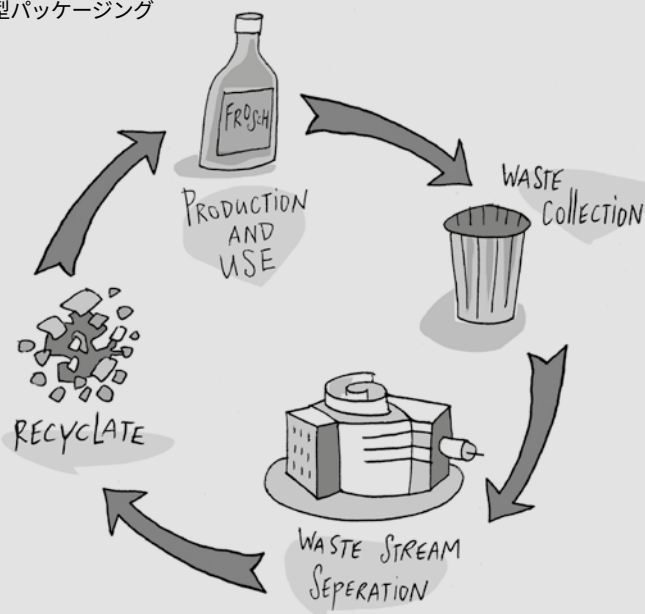 型パッケージング
FROSCH
PRODUCTION
AND
USE
WASTE
COLLECTION
WASTE STREAM
SEPERATION
RECYCLATE